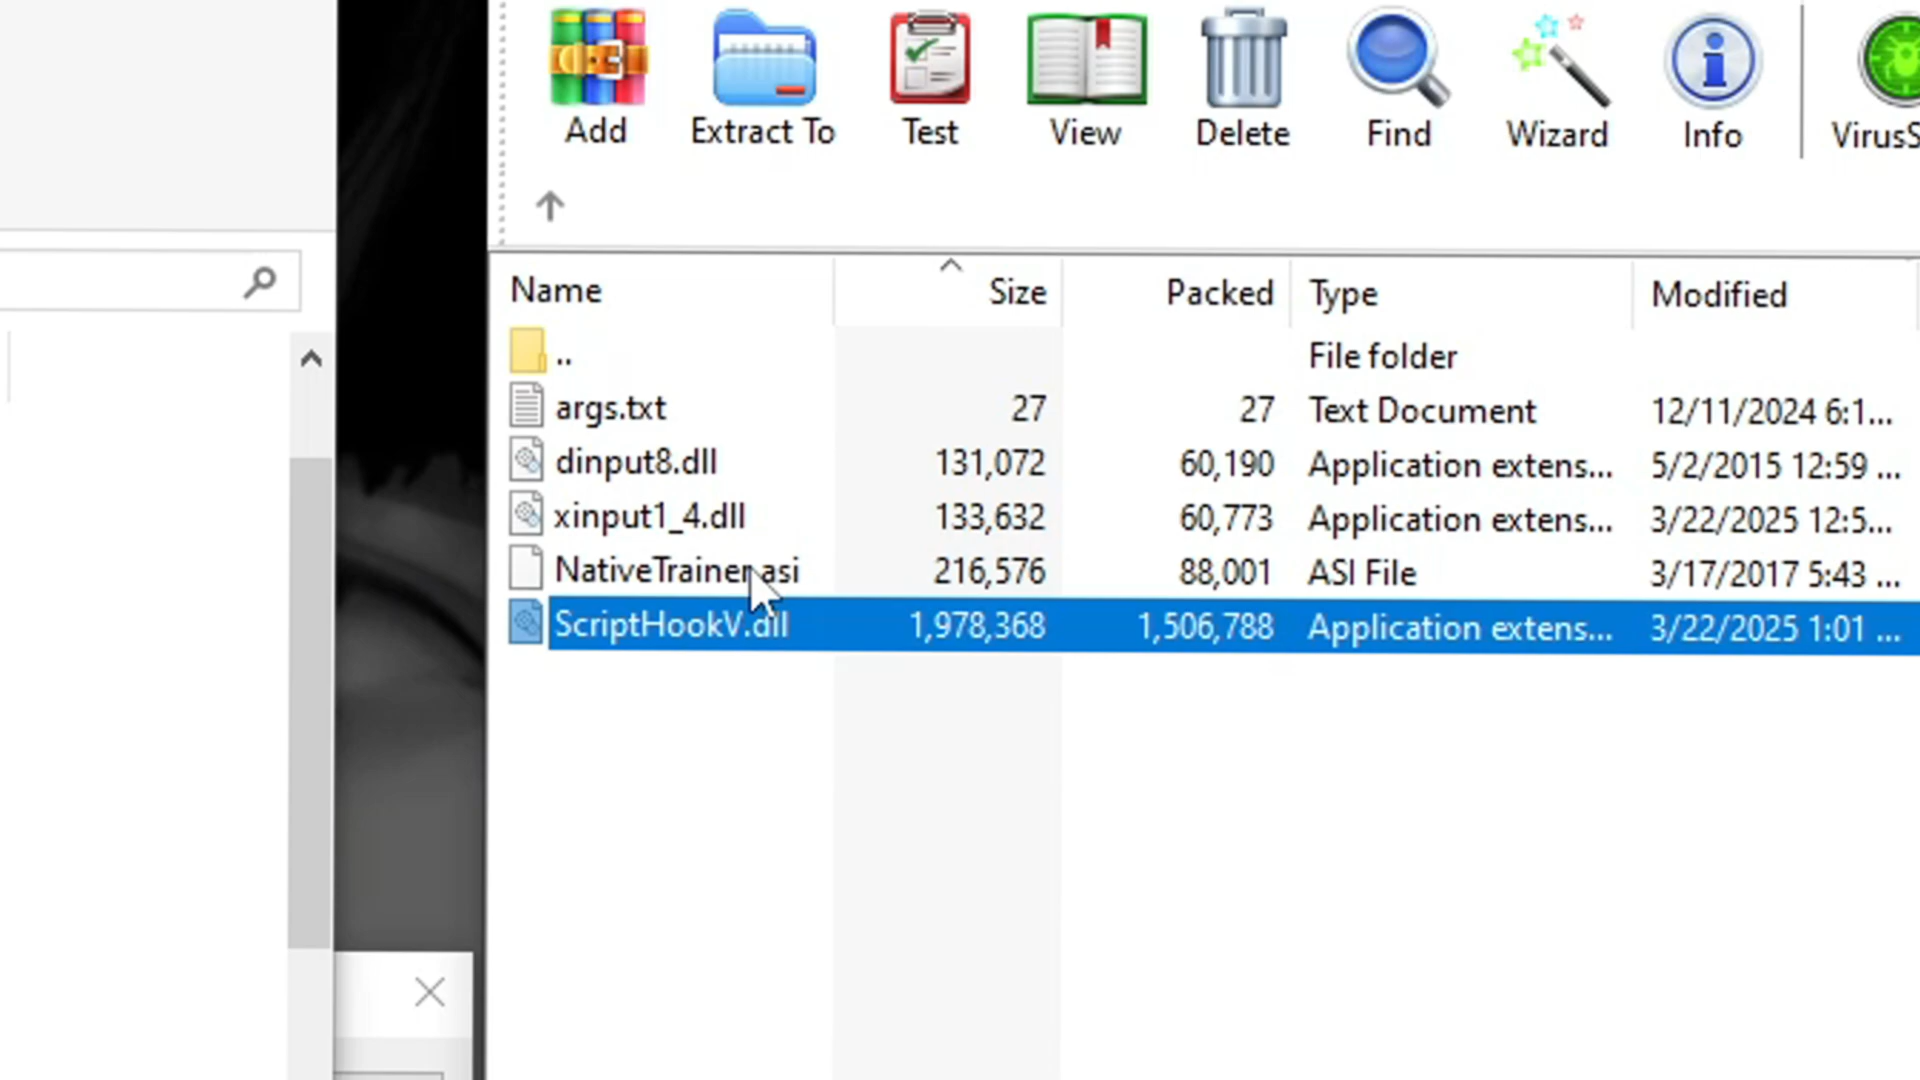 Add Extract To Test View Delete Find Wizard Info VirusS
Name Size Packed Type Modified
.. File folder
args.txt 27 27 Text Document 12/11/2024 6:1...
dinput8.dll 131,072 60,190 Application extens... 5/2/2015 12:59 ...
xinput1_4.dll 133,632 60,773 Application extens... 3/22/2025 12:5...
NativeTrainer.asi 216,576 88,001 ASI File 3/17/2017 5:43 ...
ScriptHookV.dll 1,978,368 1,506,788 Application extens... 3/22/2025 1:01 ...